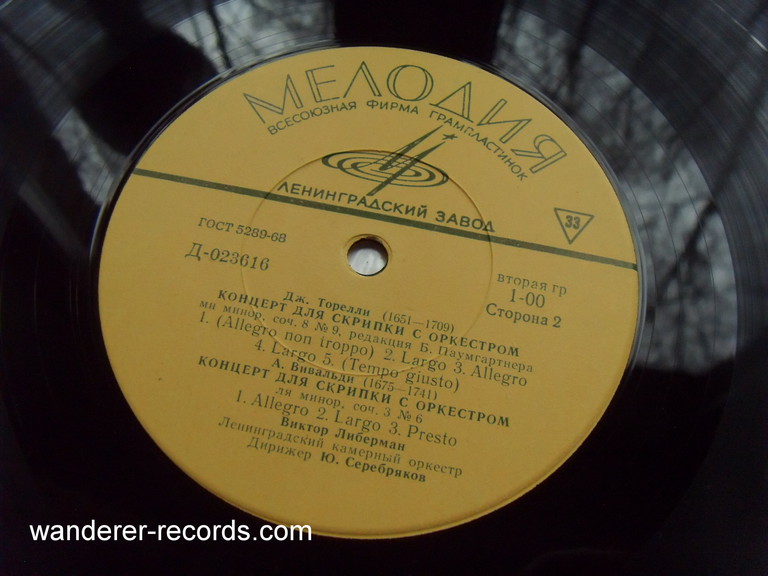 МЕЛОДИЯ
ВСЕСОЮЗНАЯ ФИРМА ГРАМПЛАСТИНОК
ЛЕНИНГРАДСКИЙ ЗАВОД
33
ГОСТ 5289-68
Д-023616
вторая гр
1-00
Сторона 2
Дж. Торелли (1651—1709)
КОНЦЕРТ ДЛЯ СКРИПКИ С ОРКЕСТРОМ
ми минор, соч. 8 № 9, редакция Б. Паумгартнера
1. (Allegro non troppo) 2. Largo 3. Allegro
4. Largo 5. (Tempo giusto)
А. Вивальди (1675—1741)
КОНЦЕРТ ДЛЯ СКРИПКИ С ОРКЕСТРОМ
ля минор, соч. 3 № 6
1. Allegro 2. Largo 3. Presto
Виктор Либерман
Ленинградский камерный оркестр
Дирижер Ю. Серебряков
wanderer-records.com